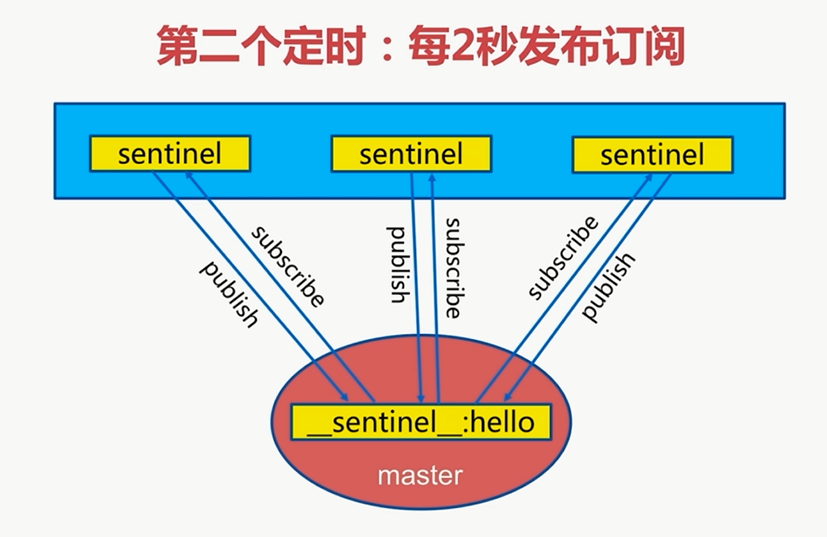 第二个定时：每2秒发布订阅
sentinel
sentinel
sentinel
publish
subscribe
publish
subscribe
subscribe
publish
__sentinel__:hello
master